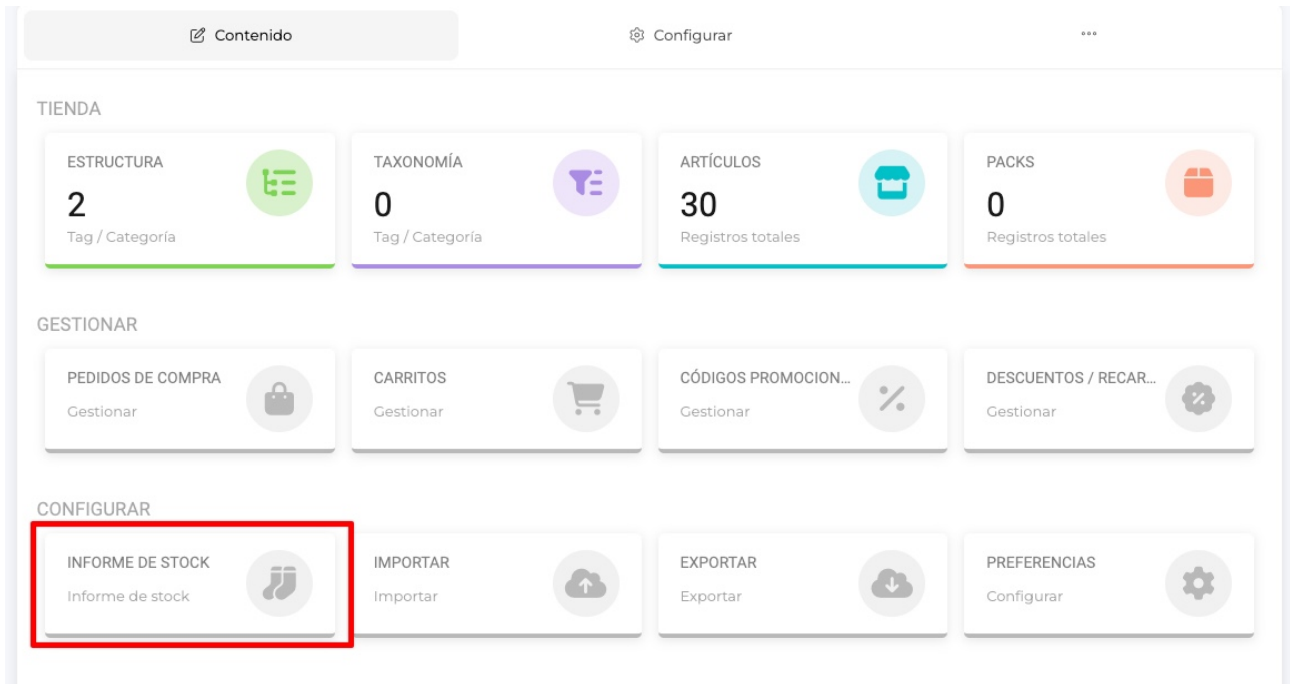 Contenido
Configurar
TIENDA
ESTRUCTURA
2
Tag / Categoría
TAXONOMÍA
0
Tag / Categoría
ARTÍCULOS
30
Registros totales
PACKS
0
Registros totales
GESTIONAR
PEDIDOS DE COMPRA
Gestionar
CARRITOS
Gestionar
CÓDIGOS PROMOCION...
Gestionar
DESCUENTOS / RECAR...
Gestionar
CONFIGURAR
INFORME DE STOCK
Informe de stock
IMPORTAR
Importar
EXPORTAR
Exportar
PREFERENCIAS
Configurar